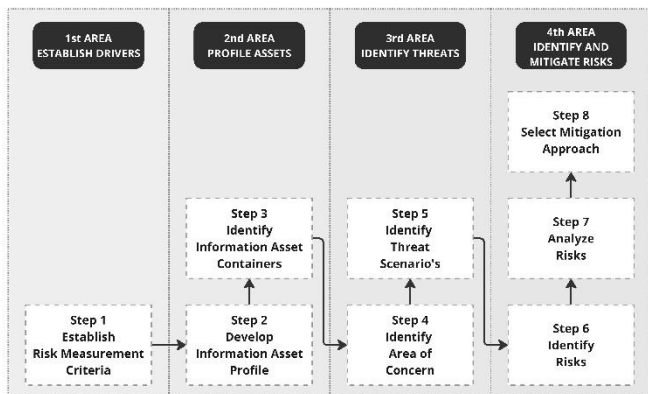 1st AREA
ESTABLISH DRIVERS
2nd AREA
PROFILE ASSETS
3rd AREA
IDENTIFY THREATS
4th AREA
IDENTIFY AND
MITIGATE RISKS
Step 1
Establish
Risk Measurement
Criteria
Step 2
Develop
Information Asset
Profile
Step 3
Identify
Information Asset
Containers
Step 4
Identify
Area of
Concern
Step 5
Identify
Threat
Scenario's
Step 6
Identify
Risks
Step 7
Analyze
Risks
Step 8
Select Mitigation
Approach